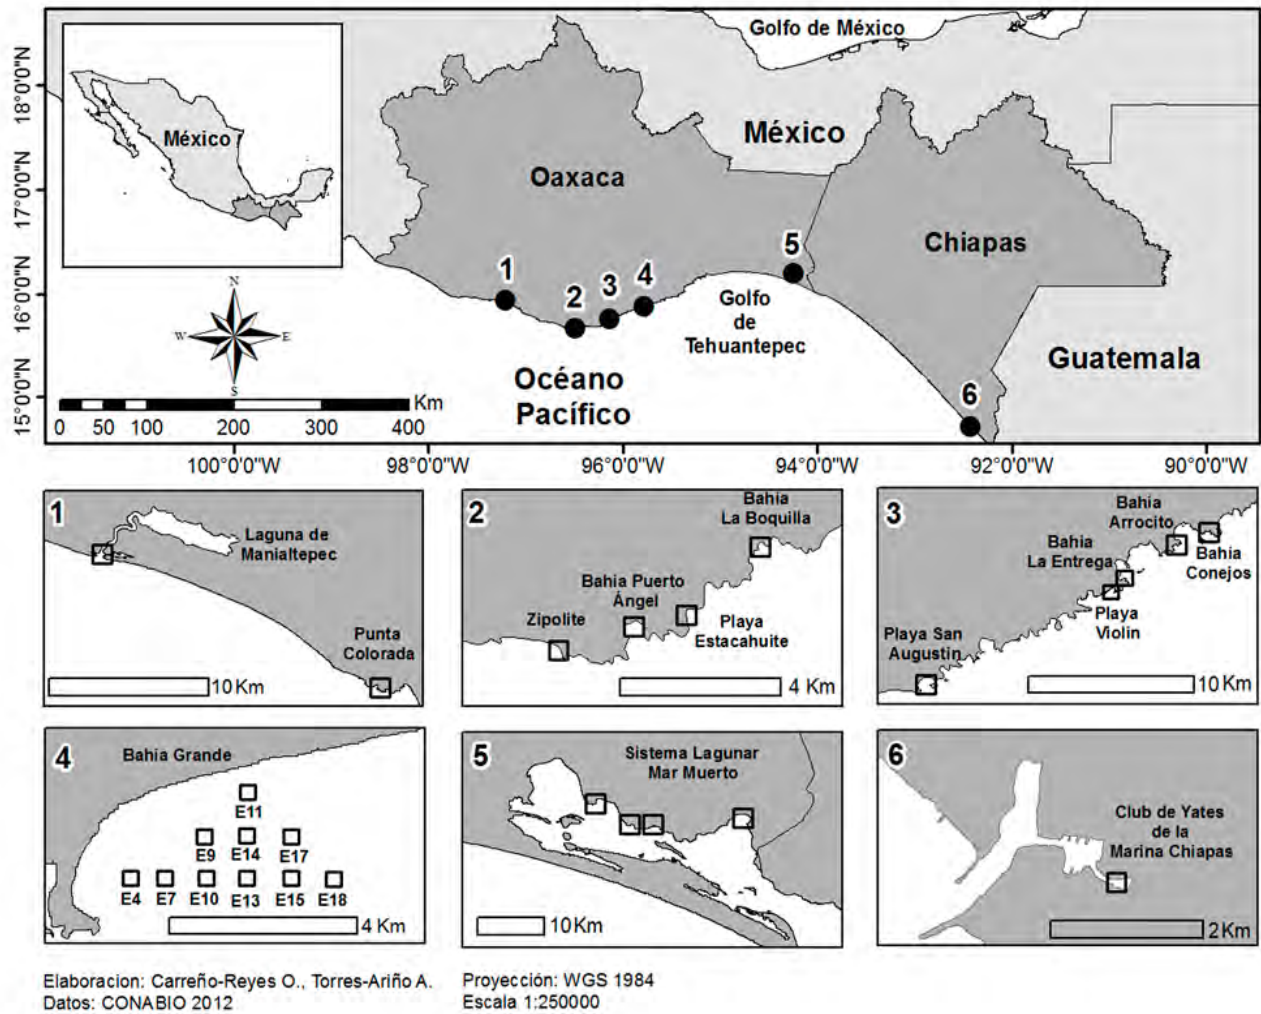 Golfo de México
México
México
Oaxaca
Chiapas
Guatemala
Golfo
de
Tehuantepec
Océano
Pacífico
1
2
3
4
5
6
N
W
E
S
Km
0
50
100
200
300
400
18°0'0"N
17°0'0"N
16°0'0"N
15°0'0"N
100°0'0"W
98°0'0"W
96°0'0"W
94°0'0"W
92°0'0"W
90°0'0"W
1
Laguna de
Manialtepec
Punta
Colorada
10 Km
2
Bahia
La Boquilla
Bahia Puerto
Ángel
Zipolite
Playa
Estacahuite
4 Km
3
Bahia
Arrocito
Bahia
La Entrega
Bahia
Conejos
Playa
Violin
Playa San
Augustin
10 Km
4
Bahia Grande
E11
E9
E14
E17
E4
E7
E10
E13
E15
E18
4 Km
5
Sistema Lagunar
Mar Muerto
10 Km
6
Club de Yates
de la
Marina Chiapas
2 Km
Elaboracion: Carreño-Reyes O., Torres-Ariño A.
Datos: CONABIO 2012
Proyección: WGS 1984
Escala 1:250000